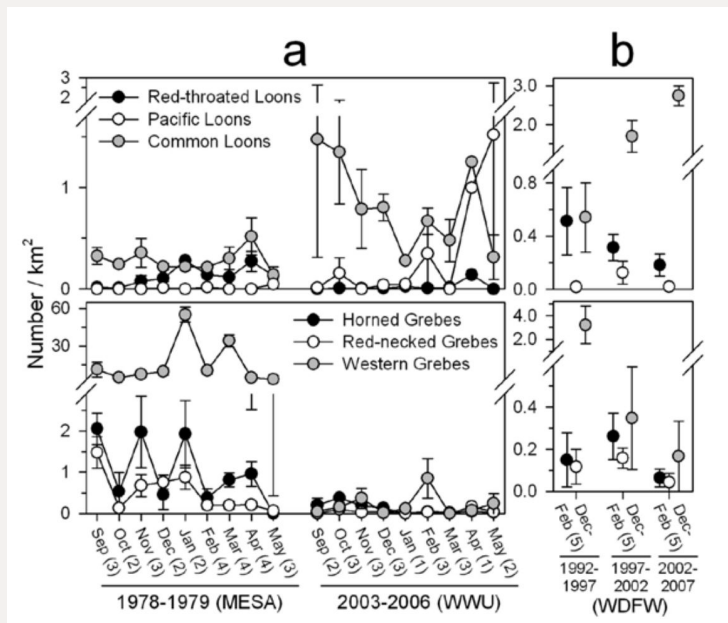 a
b
3
2
1
0
Red-throated Loons
Pacific Loons
Common Loons
3.0
2.0
0.8
0.4
0.0
Number / km²
60
30
2
1
0
Horned Grebes
Red-necked Grebes
Western Grebes
4.0
2.0
0.4
0.2
0.0
Sep (3)
Oct (2)
Nov (3)
Dec (2)
Jan (2)
Feb (4)
Mar (4)
Apr (4)
May (3)
Sep (2)
Oct (3)
Nov (3)
Dec (3)
Jan (1)
Feb (3)
Mar (3)
Apr (1)
May (2)
Dec-
Feb (5)
Dec-
Feb (5)
Dec-
Feb (5)
1978-1979 (MESA)
2003-2006 (WWU)
1992-
1997
1997-
2002
2002-
2007
(WDFW)